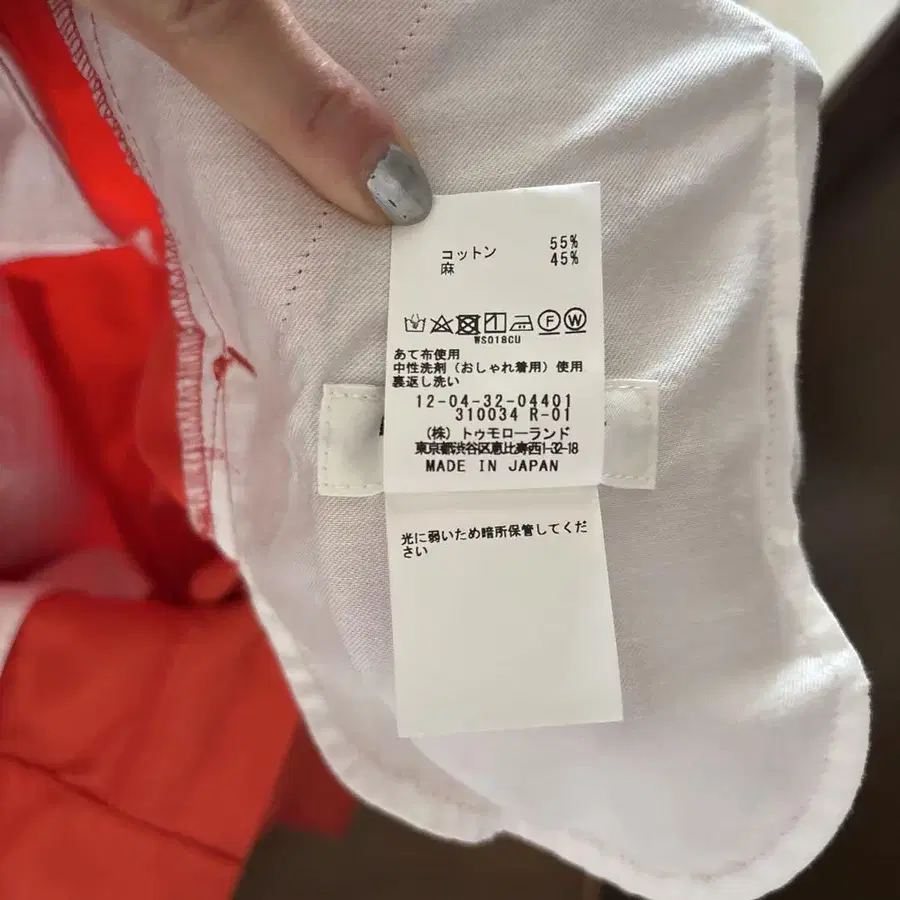 コットン 55%
麻 45%
F W
WS018CU
あて布使用
中性洗剤（おしゃれ着用）使用
裏返し洗い
12-04-32-04401
310034 R-01
（株）トゥモローランド
東京都渋谷区恵比寿西1-32-18
MADE IN JAPAN
光に弱いため暗所保管してくだ
さい